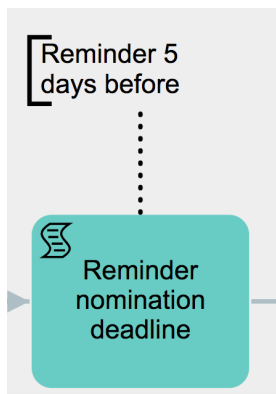 Reminder 5
days before
Reminder
nomination
deadline